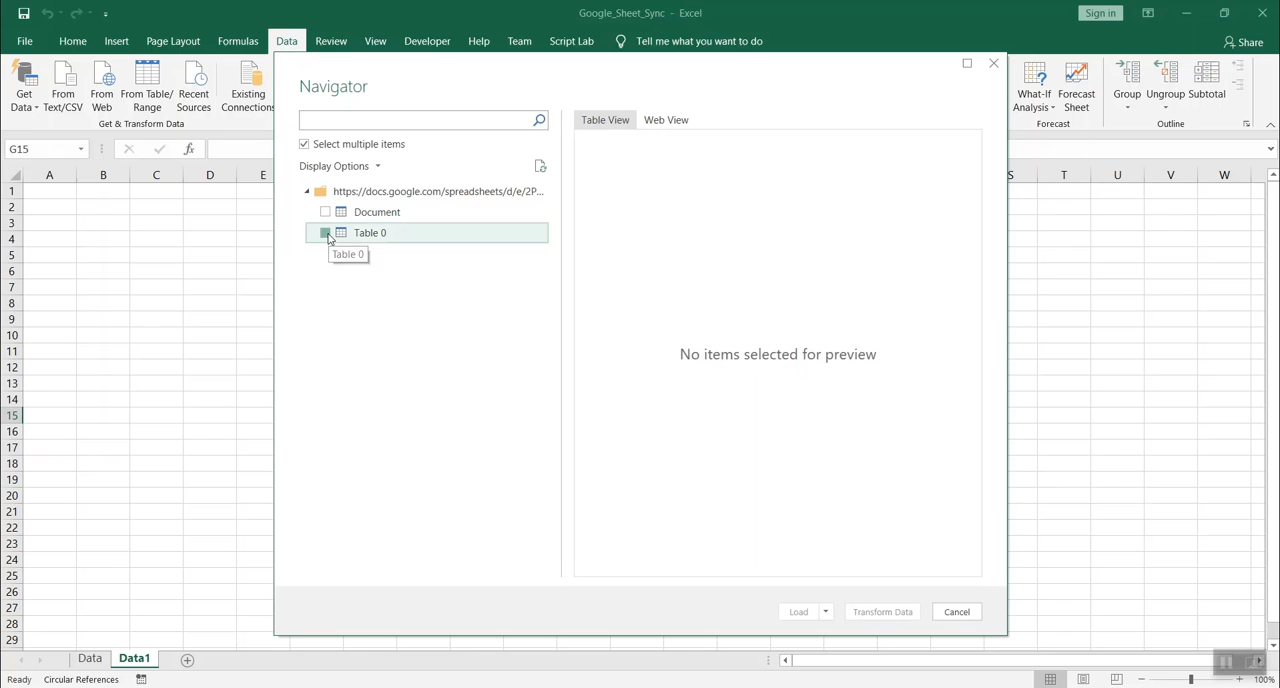 Google_Sheet_Sync - Excel
Sign in
File Home Insert Page Layout Formulas Data Review View Developer Help Team Script Lab Tell me what you want to do Share
Get Data From Text/CSV From Web From Table/ Range Recent Sources Existing Connections
Get & Transform Data
What-If Analysis Forecast Sheet
Forecast
Group Ungroup Subtotal
Outline
G15
fx
A B C D E S T U V W
1
2
3
4
5
6
7
8
9
10
11
12
13
14
15
16
17
18
19
20
21
22
23
24
25
26
27
28
29
Navigator
Select multiple items
Display Options
https://docs.google.com/spreadsheets/d/e/2P...
Document
Table 0
Table 0
Table View Web View
No items selected for preview
Load Transform Data Cancel
Data Data1
Ready Circular References 100%